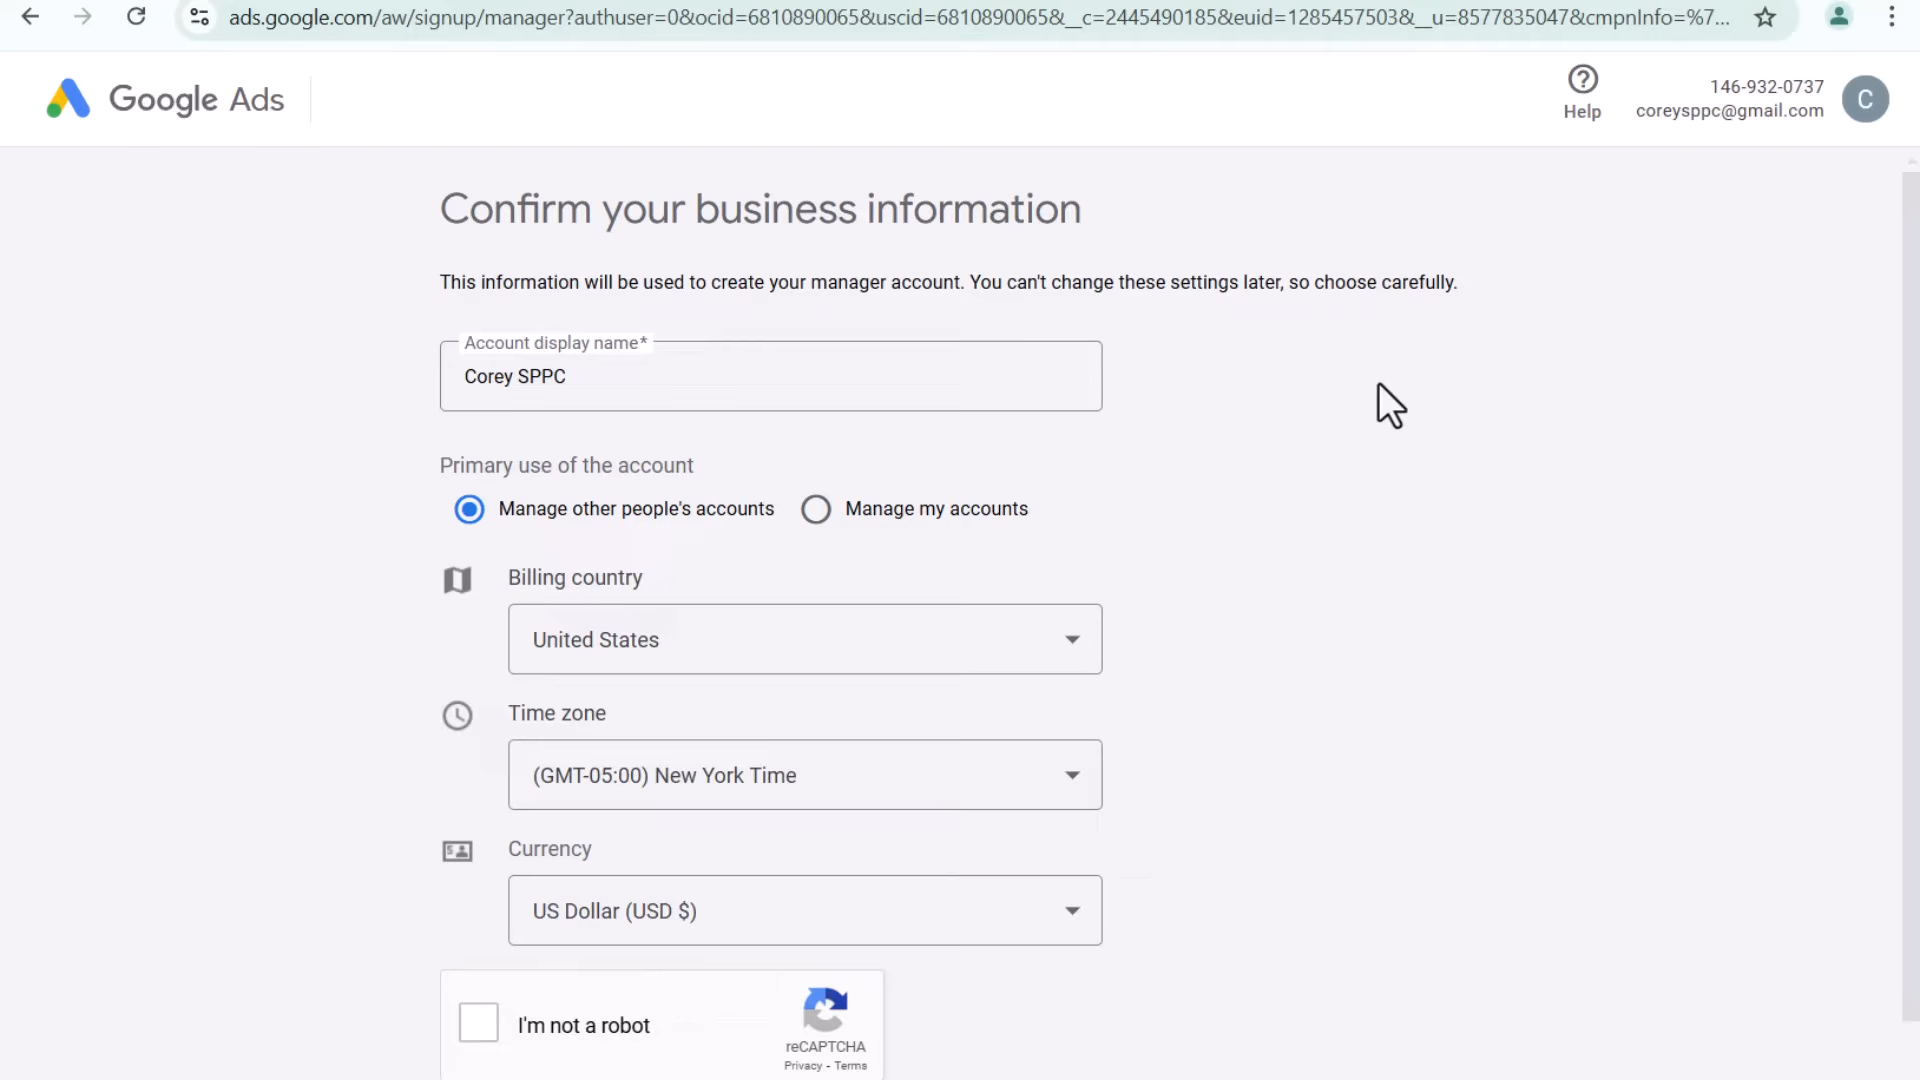 ads.google.com/aw/signup/manager?authuser=0&ocid=6810890065&uscid=6810890065&__c=2445490185&euid=1285457503&__u=8577835047&cmpnInfo=%7...
Google Ads
Help
146-932-0737
coreysppc@gmail.com
C
Confirm your business information
This information will be used to create your manager account. You can't change these settings later, so choose carefully.
Account display name*
Corey SPPC
Primary use of the account
Manage other people's accounts
Manage my accounts
Billing country
United States
Time zone
(GMT-05:00) New York Time
Currency
US Dollar (USD $)
I'm not a robot
reCAPTCHA
Privacy - Terms